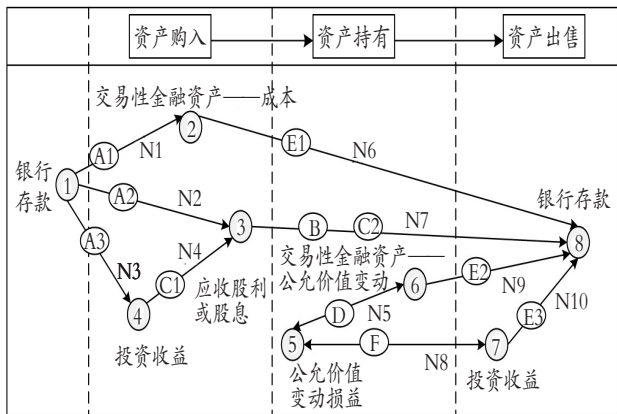 资产购入 资产持有 资产出售
交易性金融资产——成本
2
A1 N1 E1 N6
银行
存款
1
A2 N2
银行存款
3 B C2 N7 8
A3 N3 N4 C1
交易性金融资产——
公允价值变动
应收股利
或股息
6 E2 N9
4 D N5 E3 N10
投资收益
5 F N8 7
公允价值
变动损益
投资收益